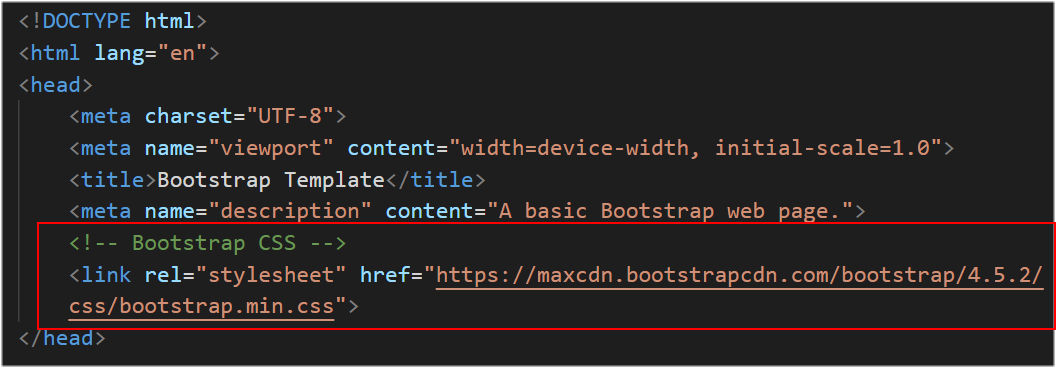 <!DOCTYPE html>
<html lang="en">
<head>
    <meta charset="UTF-8">
    <meta name="viewport" content="width=device-width, initial-scale=1.0">
    <title>Bootstrap Template</title>
    <meta name="description" content="A basic Bootstrap web page.">
    <!-- Bootstrap CSS -->
    <link rel="stylesheet" href="https://maxcdn.bootstrapcdn.com/bootstrap/4.5.2/
    css/bootstrap.min.css">
</head>